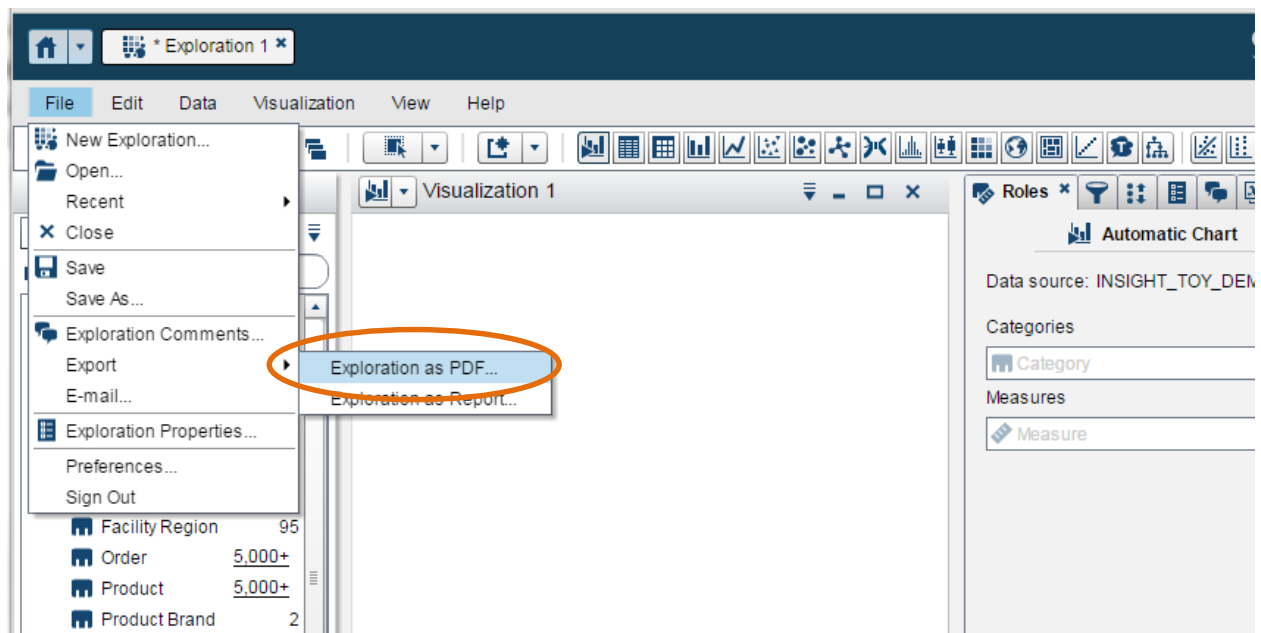 * Exploration 1
File Edit Data Visualization View Help
New Exploration...
Open...
Recent
Close
Save
Save As...
Exploration Comments...
Export
E-mail...
Exploration Properties...
Preferences...
Sign Out
Exploration as PDF...
Exploration as Report...
Facility Region 95
Order 5,000+
Product 5,000+
Product Brand 2
Visualization 1
Roles
Automatic Chart
Data source: INSIGHT_TOY_DEM
Categories
Category
Measures
Measure